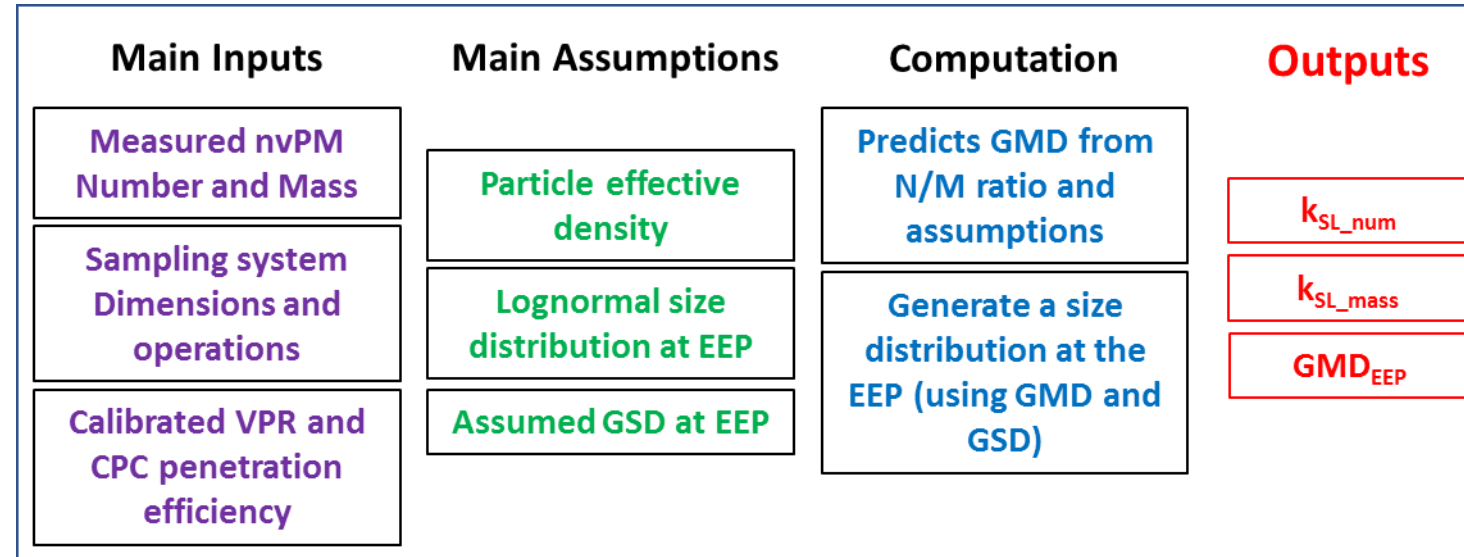 Main Inputs
Measured nvPM
Number and Mass
Sampling system
Dimensions and
operations
Calibrated VPR and
CPC penetration
efficiency
Main Assumptions
Particle effective
density
Lognormal size
distribution at EEP
Assumed GSD at EEP
Computation
Predicts GMD from
N/M ratio and
assumptions
Generate a size
distribution at the
EEP (using GMD and
GSD)
Outputs
kSL_num
kSL_mass
GMDEEP